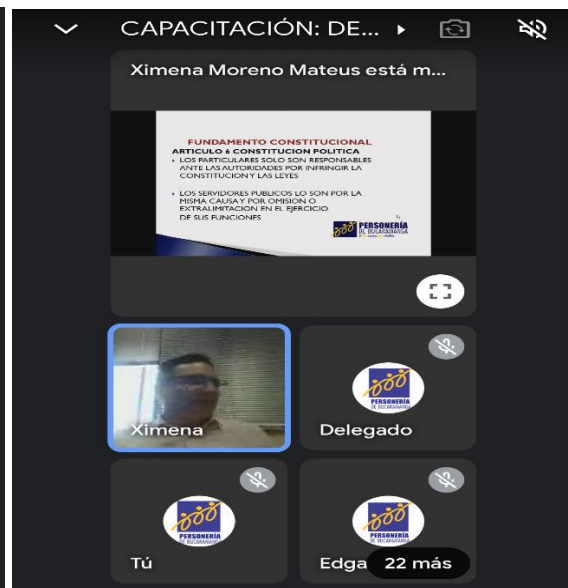 CAPACITACIÓN: DE...
Ximena Moreno Mateus está m...
FUNDAMENTO CONSTITUCIONAL
ARTICULO 6 CONSTITUCION POLITICA
LOS PARTICULARES SOLO SON RESPONSABLES
ANTE LAS AUTORIDADES POR INFRINGIR LA
CONSTITUCION Y LAS LEYES
LOS SERVIDORES PUBLICOS LO SON POR LA
MISMA CAUSA Y POR OMISION O
EXTRALIMITACION EN EL EJERCICIO
DE SUS FUNCIONES
PERSONERÍA
DE BUCARAMANGA
PERSONERÍA
DE BUCARAMANGA
Ximena
Delegado
PERSONERÍA
DE BUCARAMANGA
PERSONERÍA
DE BUCARAMANGA
Tú
Edga
22 más